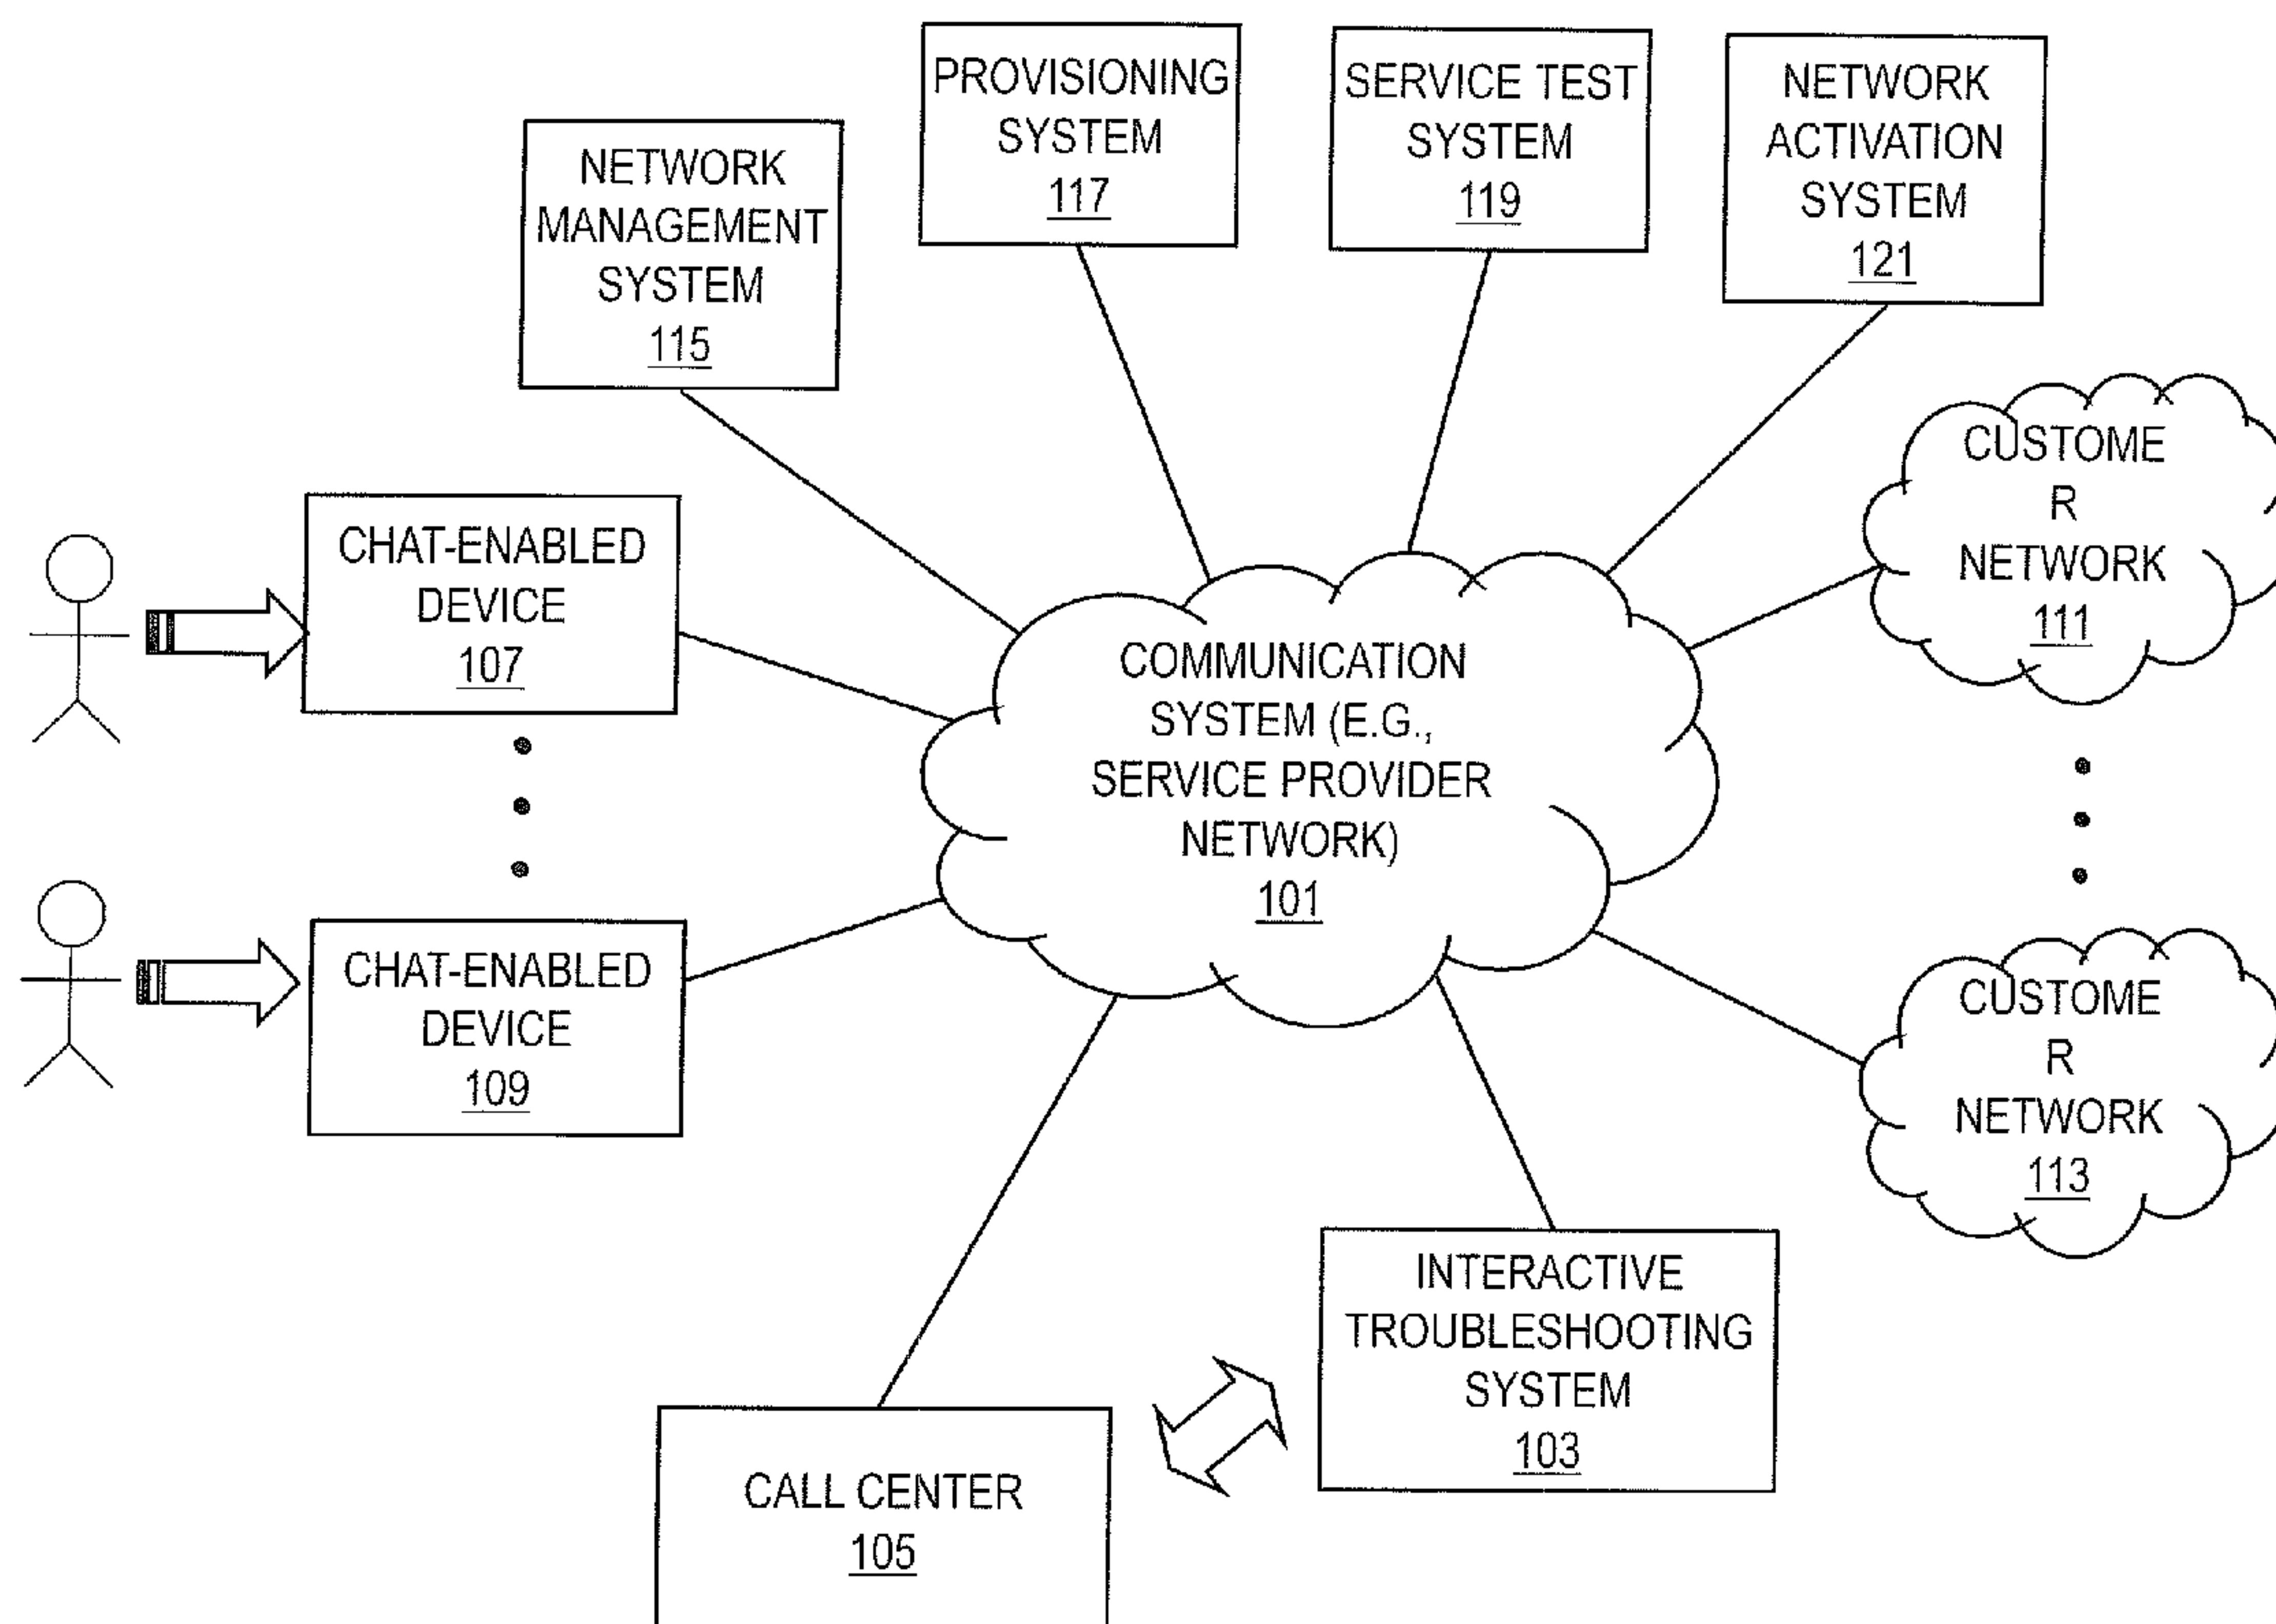 PROVISIONING
SYSTEM
117
SERVICE TEST
SYSTEM
119
NETWORK
ACTIVATION
SYSTEM
121
NETWORK
MANAGEMENT
SYSTEM
115
CUSTOME
R
NETWORK
111
CHAT-ENABLED
DEVICE
107
COMMUNICATION
SYSTEM (E.G.,
SERVICE PROVIDER
NETWORK)
101
CHAT-ENABLED
DEVICE
109
CUSTOME
R
NETWORK
113
INTERACTIVE
TROUBLESHOOTING
SYSTEM
103
CALL CENTER
105